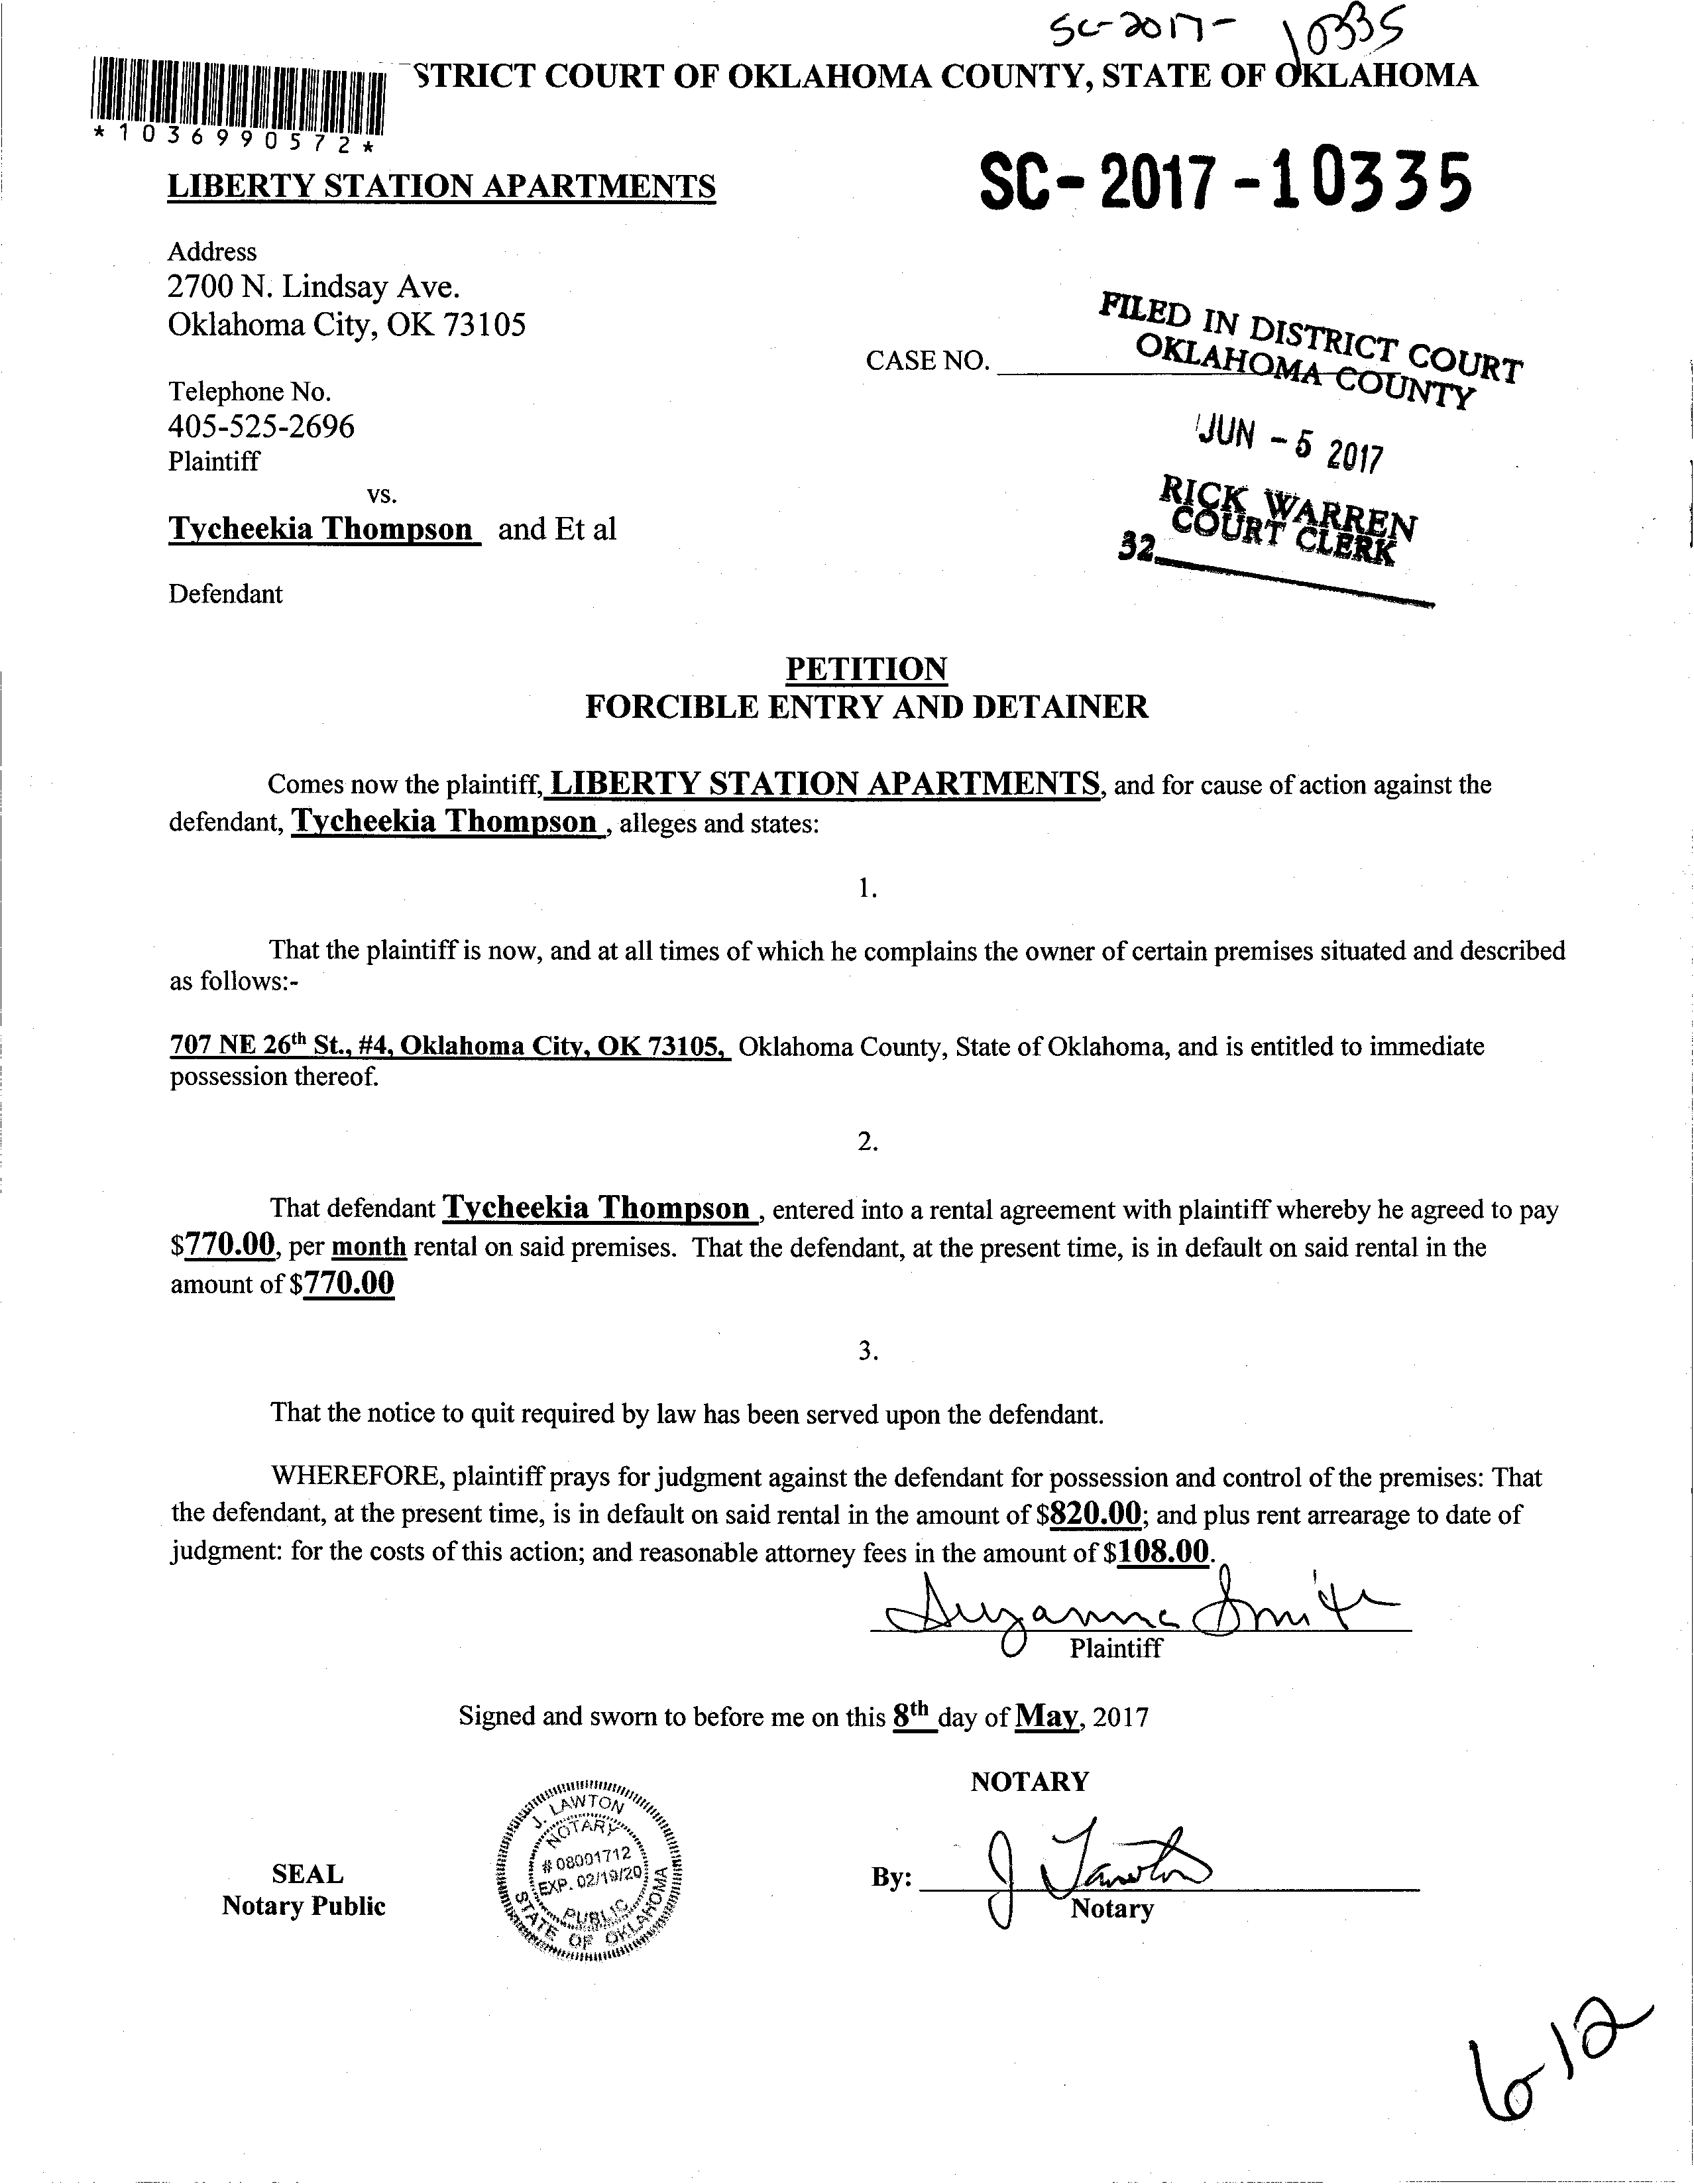 SC-2017- 10335
STRICT COURT OF OKLAHOMA COUNTY, STATE OF OKLAHOMA
*1036990572*
SC-2017-10335
LIBERTY STATION APARTMENTS
Address
2700 N. Lindsay Ave.
Oklahoma City, OK 73105
FILED IN DISTRICT COURT
OKLAHOMA COUNTY
CASE NO.
Telephone No.
405-525-2696
JUN - 5 2017
Plaintiff
vs.
RICK WARREN
COURT CLERK
32
Tycheekia Thompson and Et al
Defendant
PETITION
FORCIBLE ENTRY AND DETAINER
Comes now the plaintiff, LIBERTY STATION APARTMENTS, and for cause of action against the
defendant, Tycheekia Thompson , alleges and states:
1.
That the plaintiff is now, and at all times of which he complains the owner of certain premises situated and described
as follows:-
707 NE 26th St., #4, Oklahoma City, OK 73105, Oklahoma County, State of Oklahoma, and is entitled to immediate
possession thereof.
2.
That defendant Tycheekia Thompson , entered into a rental agreement with plaintiff whereby he agreed to pay
$770.00, per month rental on said premises. That the defendant, at the present time, is in default on said rental in the
amount of $770.00
3.
That the notice to quit required by law has been served upon the defendant.
WHEREFORE, plaintiff prays for judgment against the defendant for possession and control of the premises: That
the defendant, at the present time, is in default on said rental in the amount of $820.00; and plus rent arrearage to date of
judgment: for the costs of this action; and reasonable attorney fees in the amount of $108.00.
Suzanne Smith
Plaintiff
Signed and sworn to before me on this 8th day of May, 2017
NOTARY
J. LAWTON
NOTARY
# 08001712
EXP. 02/19/20
PUBLIC
STATE OF OKLAHOMA
SEAL
Notary Public
By: J Lawton
Notary
6-12